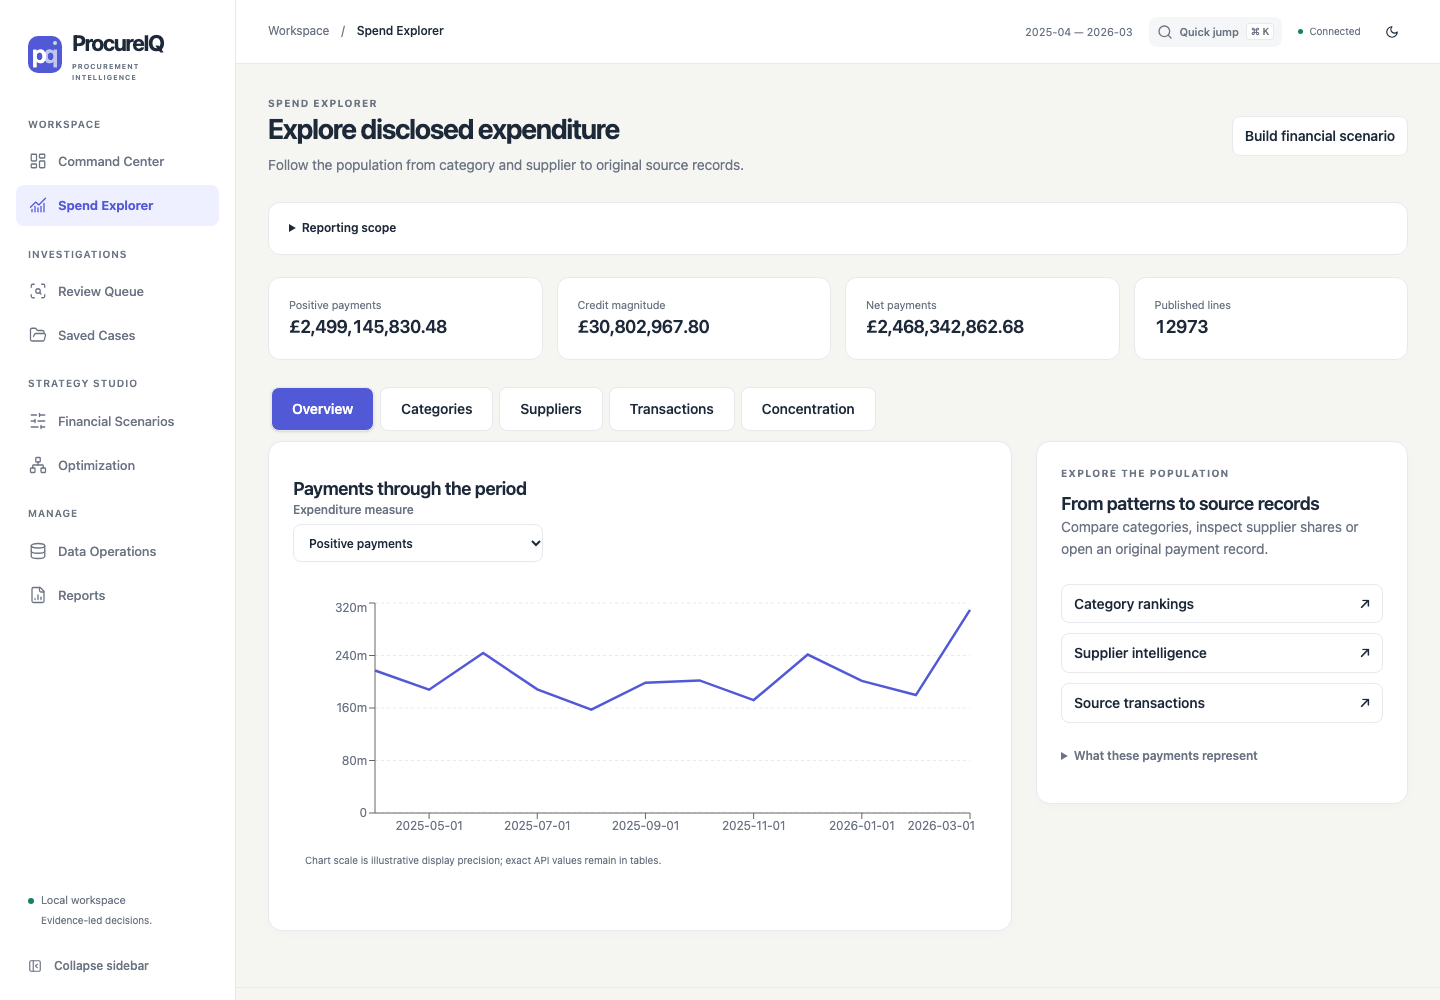 pq
ProcureIQ
PROCUREMENT
INTELLIGENCE
WORKSPACE
Command Center
Spend Explorer
INVESTIGATIONS
Review Queue
Saved Cases
STRATEGY STUDIO
Financial Scenarios
Optimization
MANAGE
Data Operations
Reports
Local workspace
Evidence-led decisions.
Collapse sidebar
Workspace / Spend Explorer
2025-04 — 2026-03
Quick jump ⌘ K
Connected
SPEND EXPLORER
Explore disclosed expenditure
Follow the population from category and supplier to original source records.
Build financial scenario
Reporting scope
Positive payments
£2,499,145,830.48
Credit magnitude
£30,802,967.80
Net payments
£2,468,342,862.68
Published lines
12973
Overview
Categories
Suppliers
Transactions
Concentration
Payments through the period
Expenditure measure
Positive payments
320m
240m
160m
80m
0
2025-05-01 2025-07-01 2025-09-01 2025-11-01 2026-01-01 2026-03-01
Chart scale is illustrative display precision; exact API values remain in tables.
EXPLORE THE POPULATION
From patterns to source records
Compare categories, inspect supplier shares or
open an original payment record.
Category rankings
Supplier intelligence
Source transactions
What these payments represent